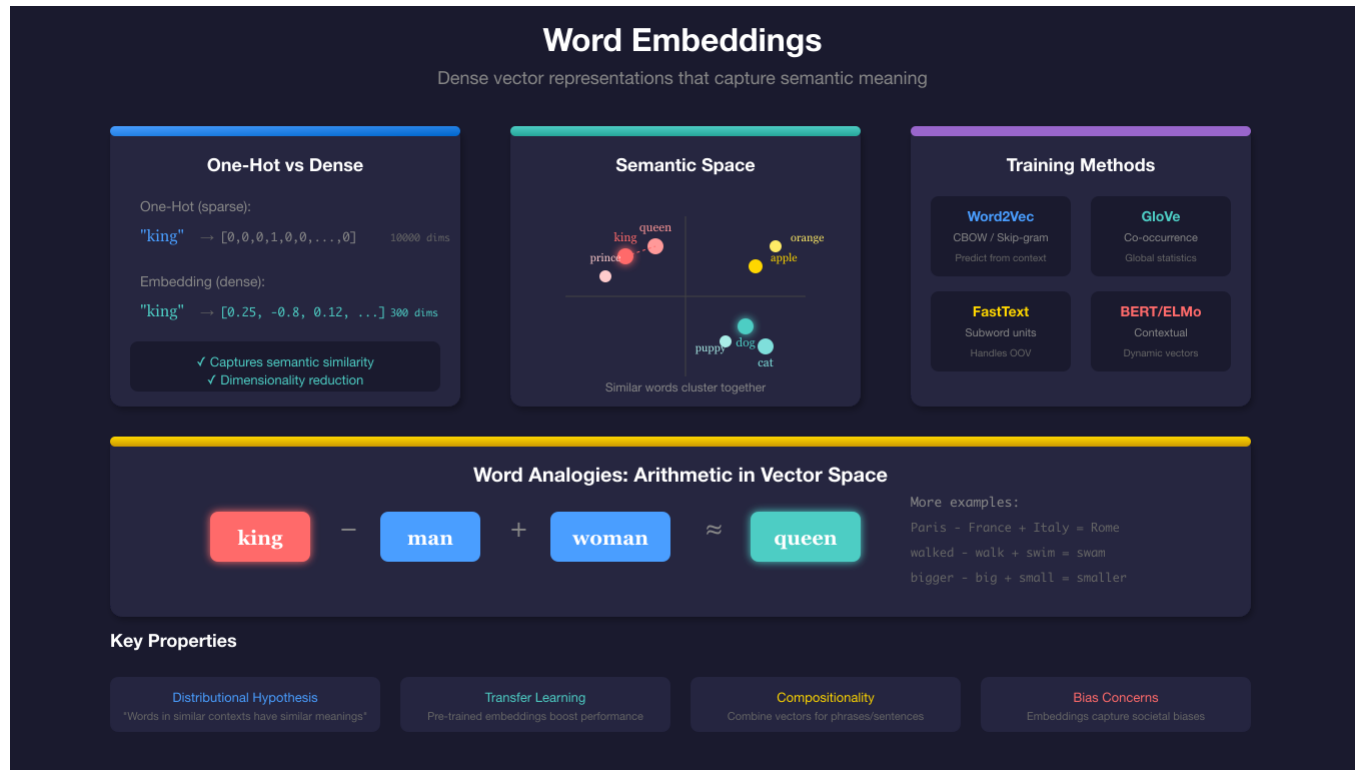 Word Embeddings
Dense vector representations that capture semantic meaning
One-Hot vs Dense
One-Hot (sparse):
"king" → [0,0,0,1,0,0,...,0] 10000 dims
Embedding (dense):
"king" → [0.25, -0.8, 0.12, ...] 300 dims
✓ Captures semantic similarity
✓ Dimensionality reduction
Semantic Space
queen
king
prince
orange
apple
puppy
dog
cat
Similar words cluster together
Training Methods
Word2Vec
CBOW / Skip-gram
Predict from context
GloVe
Co-occurrence
Global statistics
FastText
Subword units
Handles OOV
BERT/ELMo
Contextual
Dynamic vectors
Word Analogies: Arithmetic in Vector Space
king − man + woman ≈ queen
More examples:
Paris - France + Italy = Rome
walked - walk + swim = swam
bigger - big + small = smaller
Key Properties
Distributional Hypothesis
"Words in similar contexts have similar meanings"
Transfer Learning
Pre-trained embeddings boost performance
Compositionality
Combine vectors for phrases/sentences
Bias Concerns
Embeddings capture societal biases